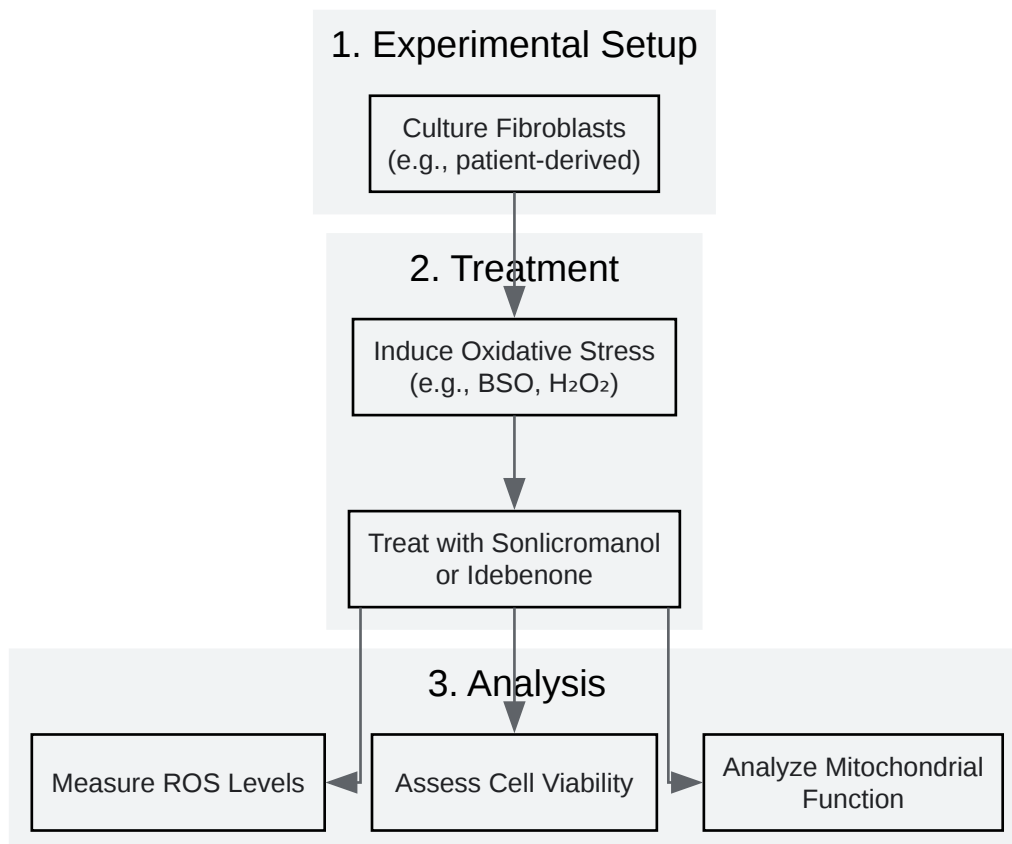 1. Experimental Setup
Culture Fibroblasts
(e.g., patient-derived)
2. Treatment
Induce Oxidative Stress
(e.g., BSO, H₂O₂)
Treat with Sonlicromanol
or Idebenone
3. Analysis
Measure ROS Levels
Assess Cell Viability
Analyze Mitochondrial
Function